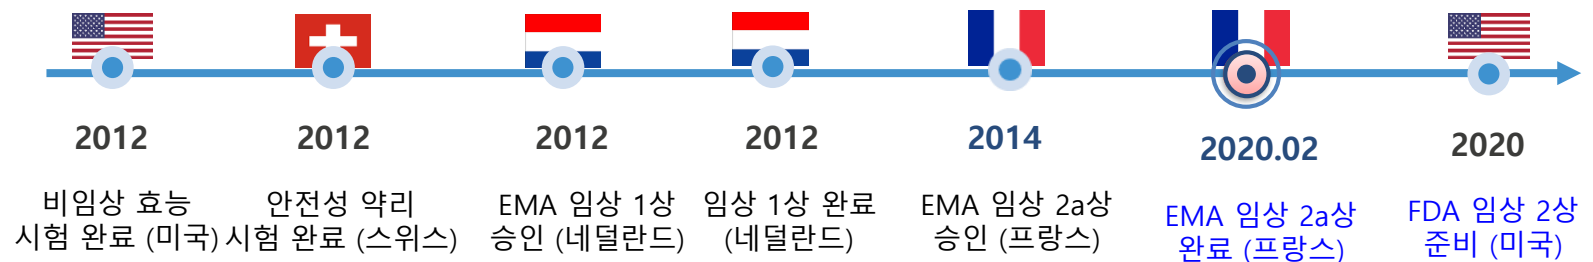 2012
비임상 효능
시험 완료 (미국)
2012
안전성 약리
시험 완료 (스위스)
2012
EMA 임상 1상
승인 (네덜란드)
2012
임상 1상 완료
(네덜란드)
2014
EMA 임상 2a상
승인 (프랑스)
2020.02
EMA 임상 2a상
완료 (프랑스)
2020
FDA 임상 2상
준비 (미국)